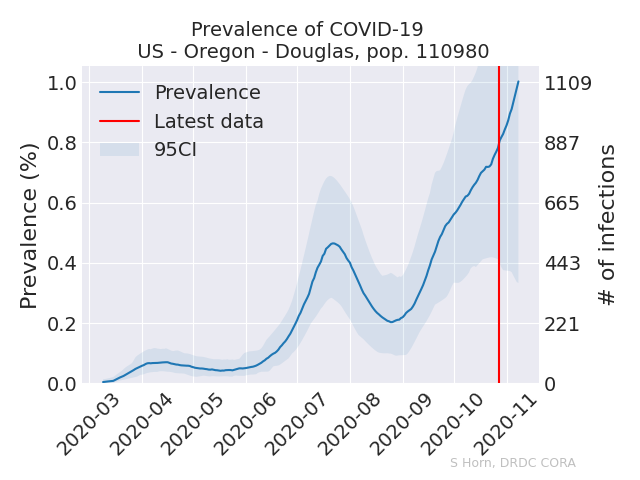 Prevalence of COVID-19
US - Oregon - Douglas, pop. 110980
Prevalence
Latest data
95CI
Prevalence (%)
1.0
0.8
0.6
0.4
0.2
0.0
1109
887
665
443
221
0
# of infections
2020-03
2020-04
2020-05
2020-06
2020-07
2020-08
2020-09
2020-10
2020-11
S Horn, DRDC CORA